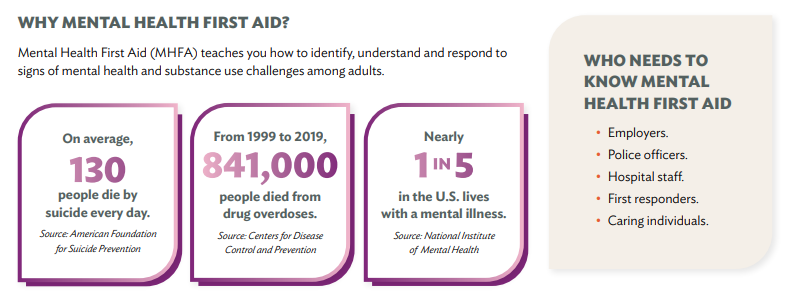 WHY MENTAL HEALTH FIRST AID?
Mental Health First Aid (MHFA) teaches you how to identify, understand and respond to
signs of mental health and substance use challenges among adults.
On average,
130
people die by
suicide every day.
Source: American Foundation
for Suicide Prevention
From 1999 to 2019,
841,000
people died from
drug overdoses.
Source: Centers for Disease
Control and Prevention
Nearly
1 IN 5
in the U.S. lives
with a mental illness.
Source: National Institute
of Mental Health
WHO NEEDS TO
KNOW MENTAL
HEALTH FIRST AID
• Employers.
• Police officers.
• Hospital staff.
• First responders.
• Caring individuals.